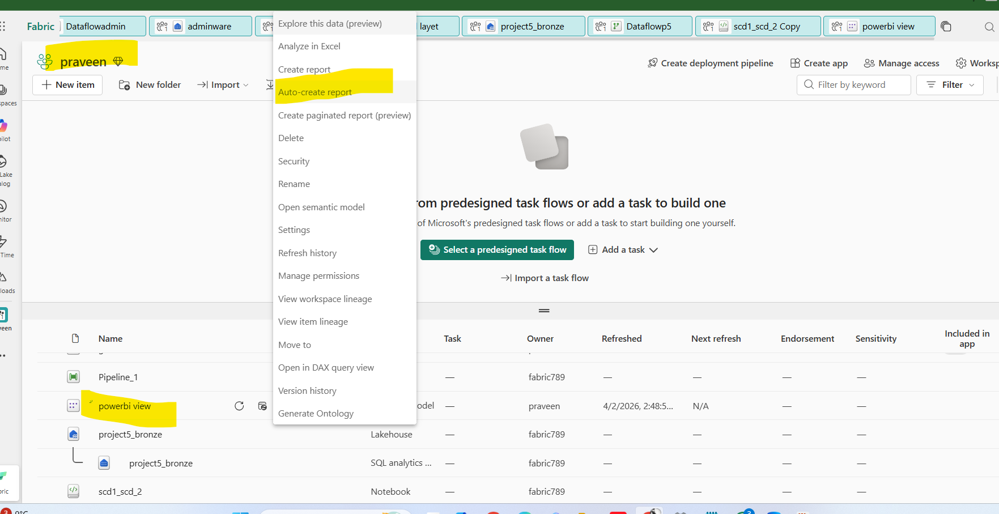 Fabric
Dataflowadmin
adminware
layet
project5_bronze
Dataflowp5
scd1_scd_2 Copy
powerbi view
praveen
Create deployment pipeline
Create app
Manage access
Worksp
New item
New folder
Import
Filter by keyword
Filter
Explore this data (preview)
Analyze in Excel
Create report
Auto-create report
Create paginated report (preview)
Delete
Security
Rename
Open semantic model
Settings
Refresh history
Manage permissions
View workspace lineage
View item lineage
Move to
Open in DAX query view
Version history
Generate Ontology
me
spaces
pilot
Lake
alog
nitor
Time
loads
veen
bric
rom predesigned task flows or add a task to build one
of Microsoft's predesigned task flows or add a task to start building one yourself.
Select a predesigned task flow
Add a task
Import a task flow
Name Task Owner Refreshed Next refresh Endorsement Sensitivity Included in
app
Pipeline_1 — fabric789 — — — —
powerbi view odel — praveen 4/2/2026, 2:48:5... N/A — —
project5_bronze Lakehouse — fabric789 — — — —
project5_bronze SQL analytics ... — fabric789 — — — —
scd1_scd_2 Notebook — fabric789 — — — —
3
3